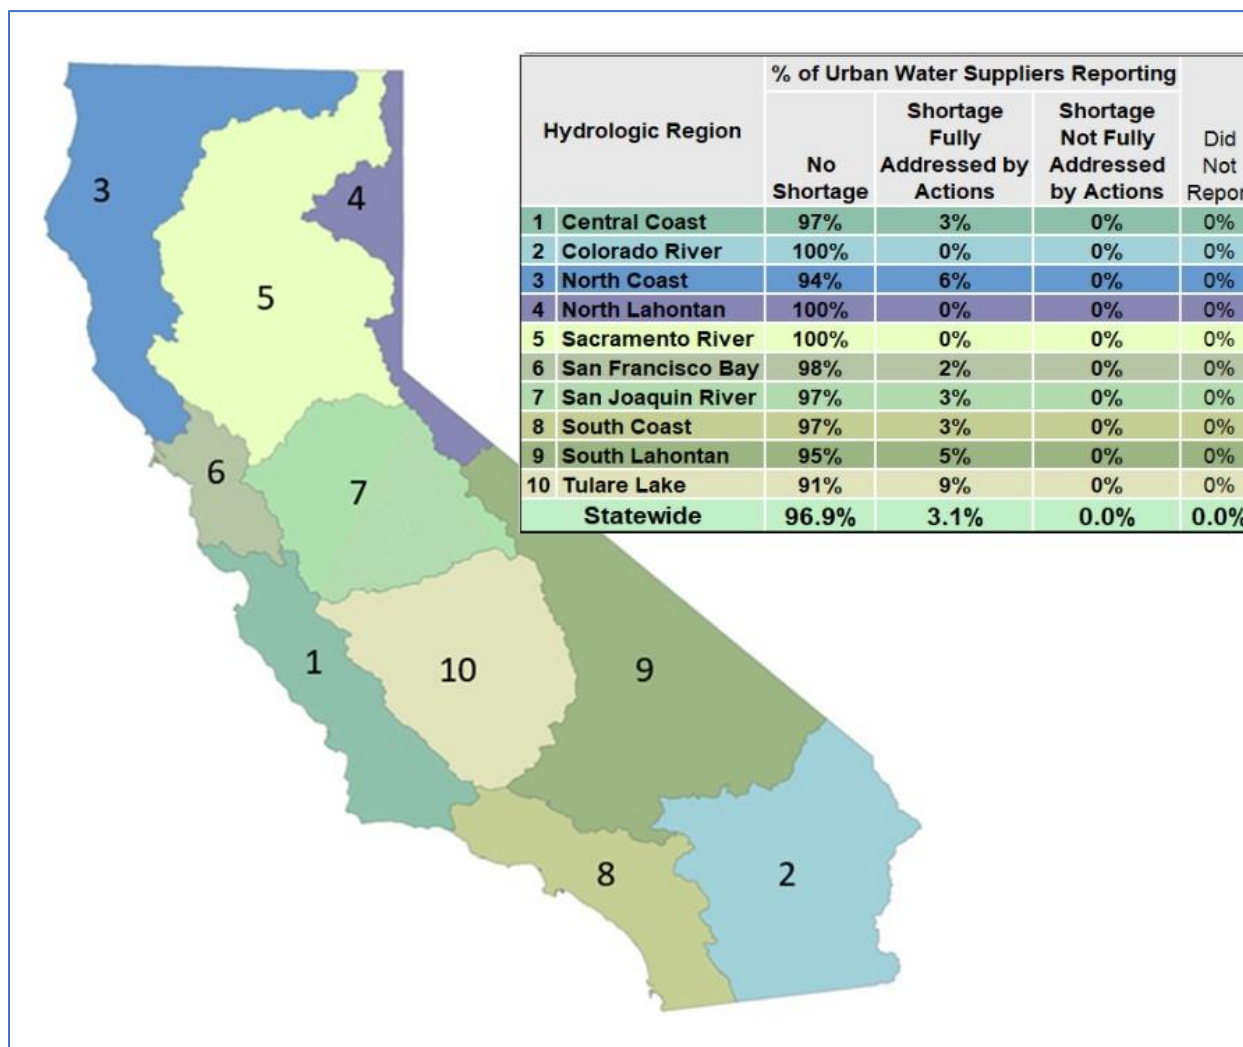 % of Urban Water Suppliers Reporting
Hydrologic Region
No
Shortage
Shortage
Fully
Addressed by
Actions
Shortage
Not Fully
Addressed
by Actions
Did
Not
Repor
1 Central Coast 97% 3% 0% 0%
2 Colorado River 100% 0% 0% 0%
3 North Coast 94% 6% 0% 0%
4 North Lahontan 100% 0% 0% 0%
5 Sacramento River 100% 0% 0% 0%
6 San Francisco Bay 98% 2% 0% 0%
7 San Joaquin River 97% 3% 0% 0%
8 South Coast 97% 3% 0% 0%
9 South Lahontan 95% 5% 0% 0%
10 Tulare Lake 91% 9% 0% 0%
Statewide 96.9% 3.1% 0.0% 0.0%
3
4
5
6
7
1
10
9
8
2